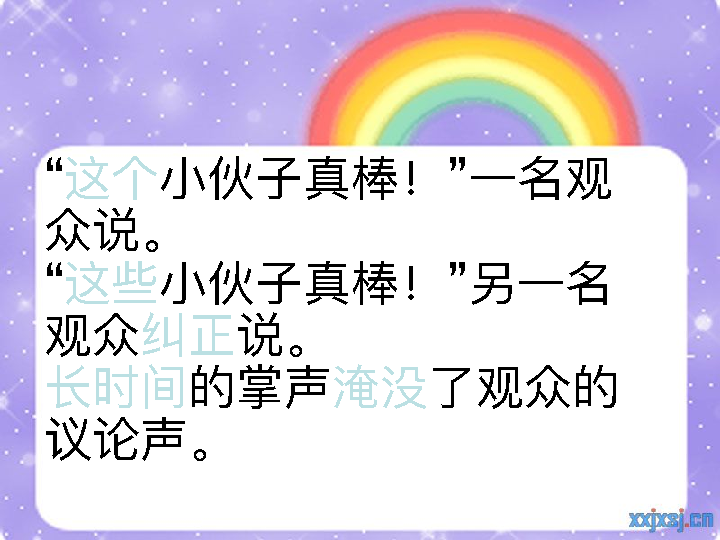 “这个小伙子真棒！”一名观
众说。
“这些小伙子真棒！”另一名
观众纠正说。
长时间的掌声淹没了观众的
议论声。
xxjxsj.cn